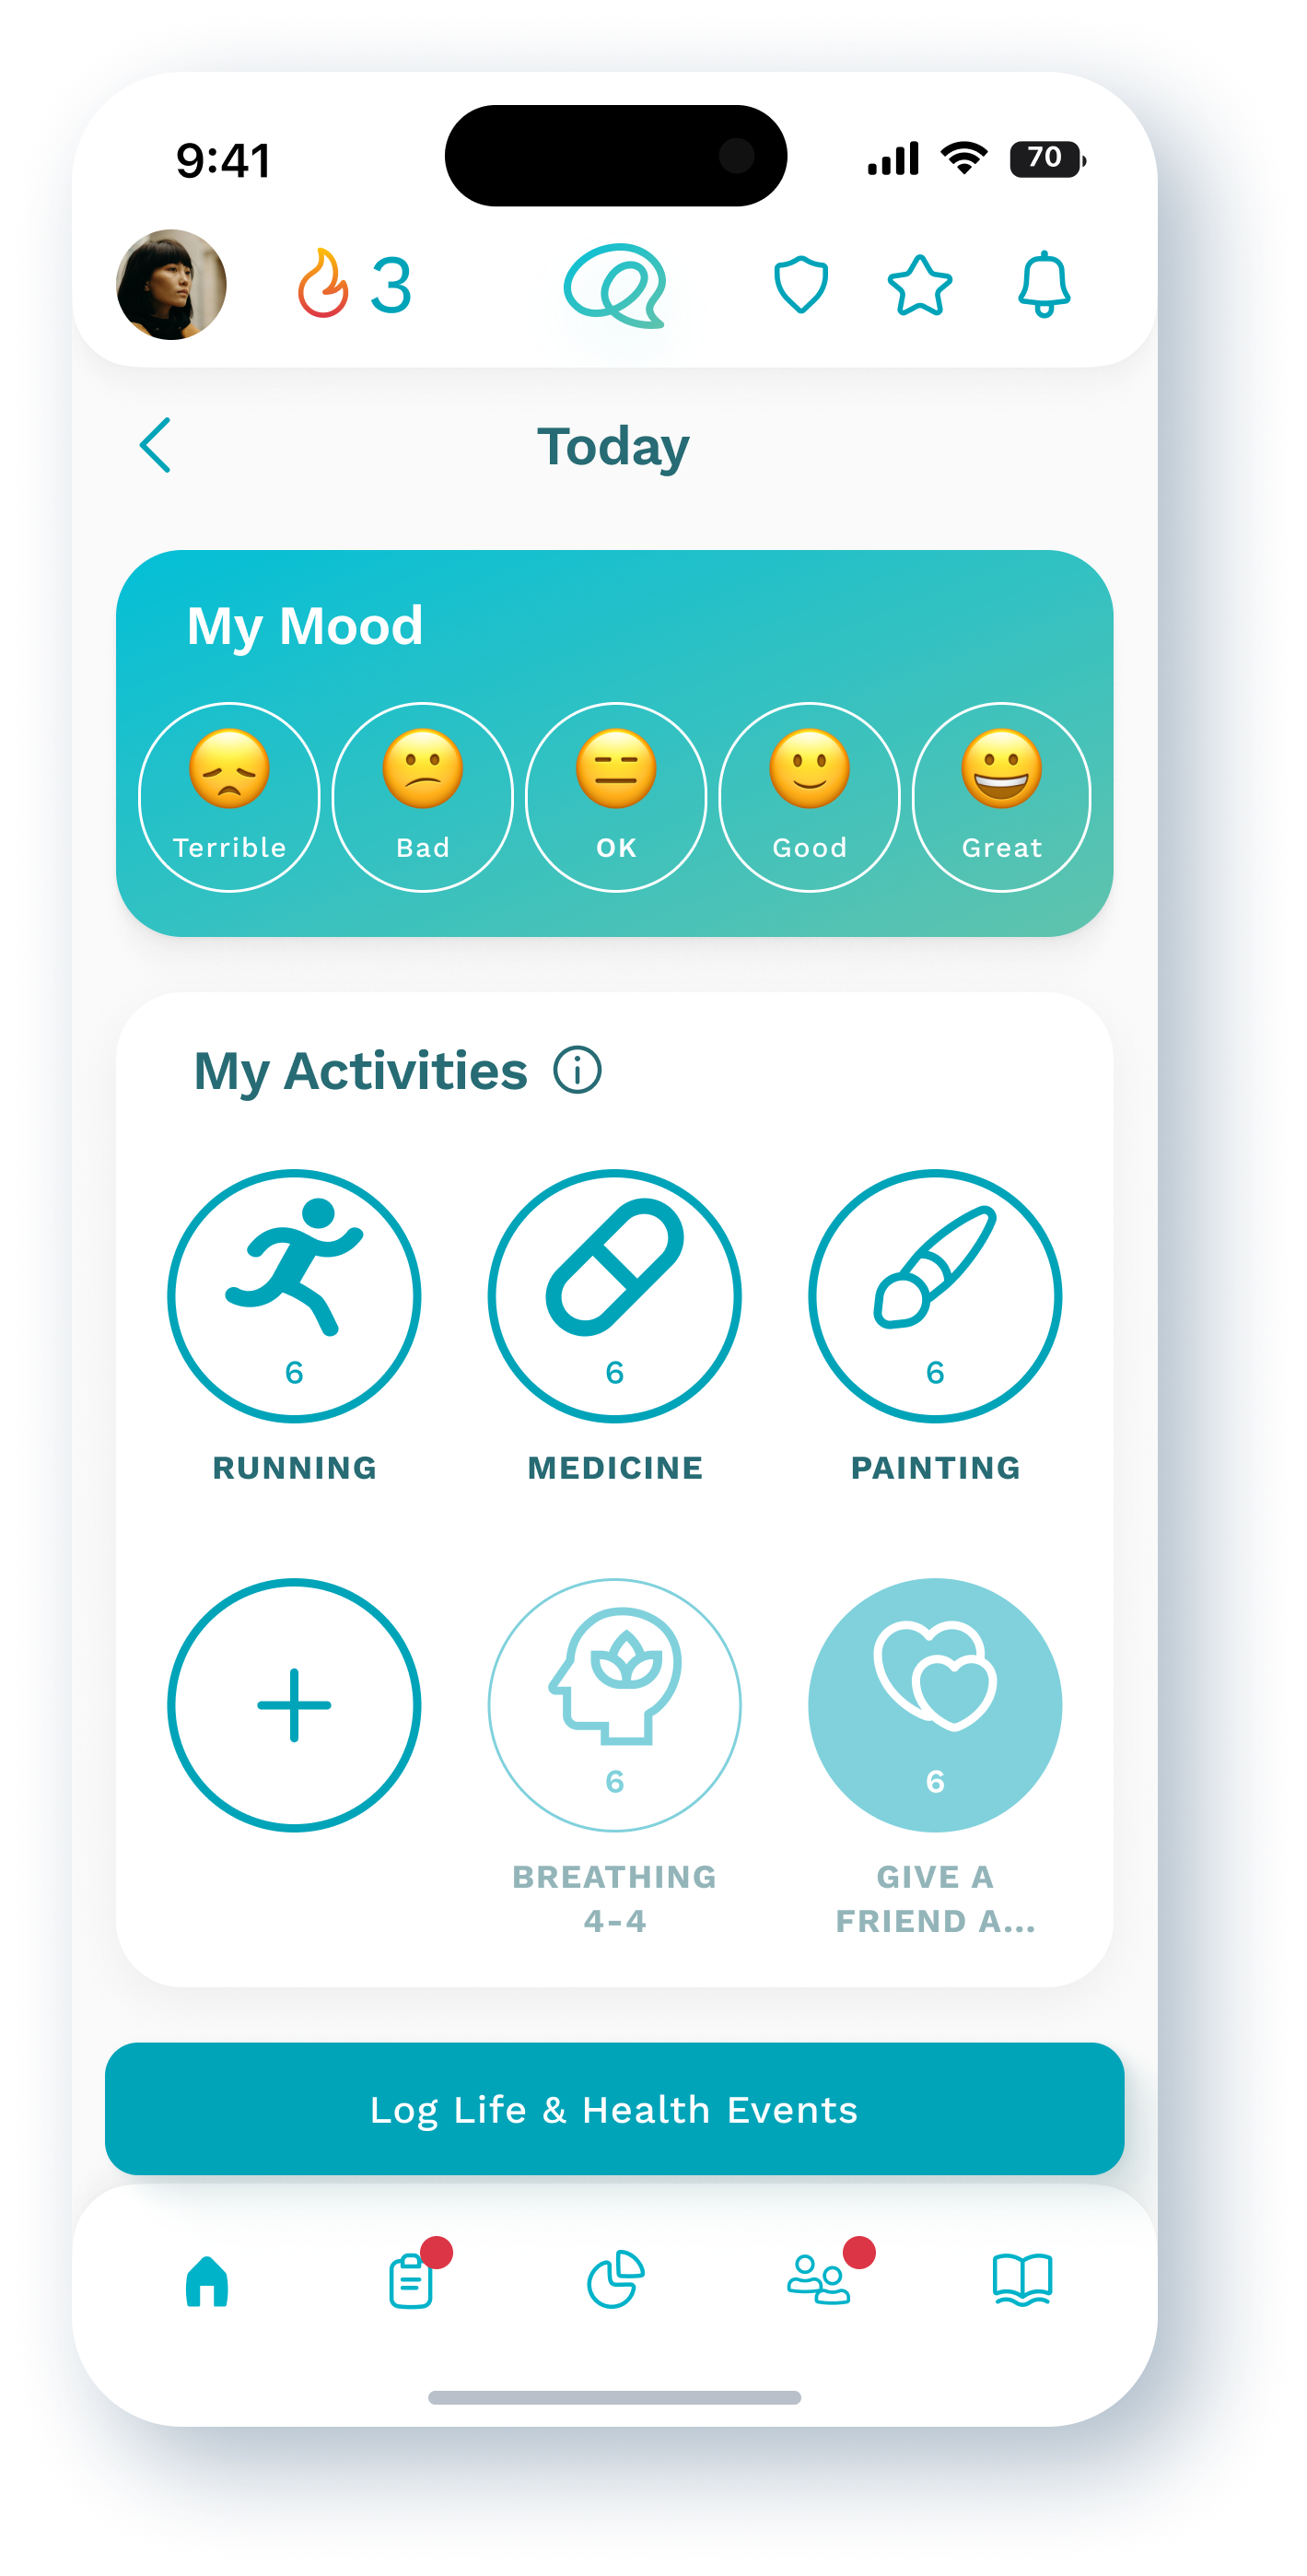 9:41
70
3
Today
My Mood
Terrible
Bad
OK
Good
Great
My Activities
6
6
6
RUNNING
MEDICINE
PAINTING
6
6
BREATHING
4-4
GIVE A
FRIEND A...
Log Life & Health Events